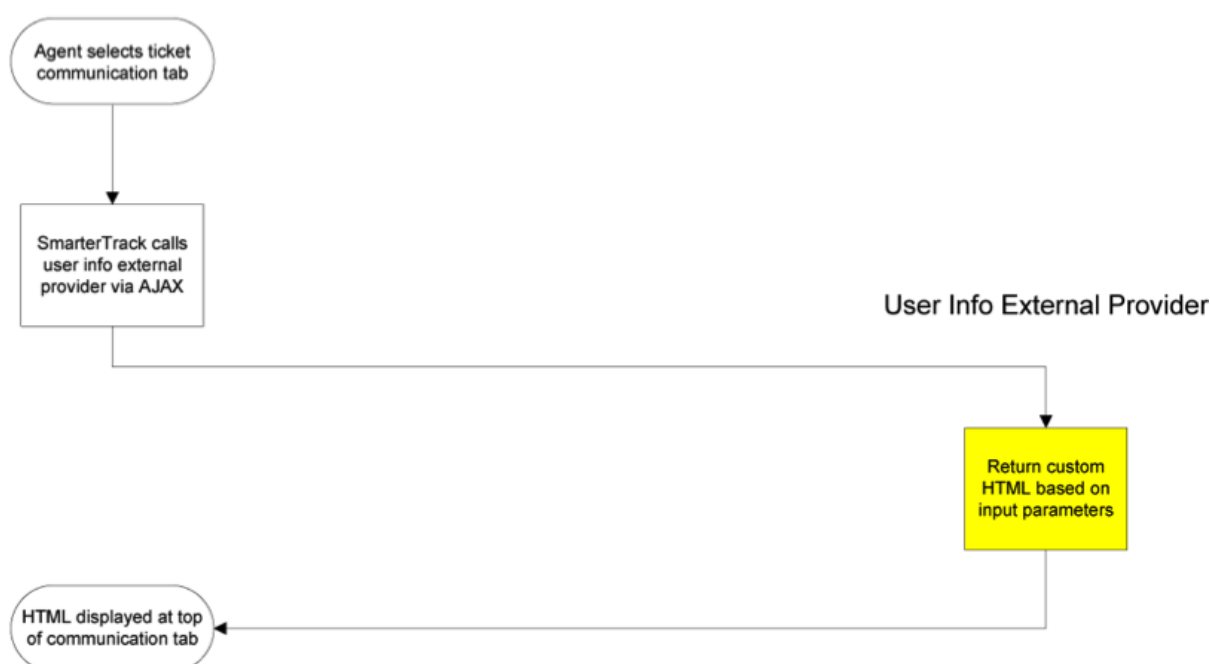 Agent selects ticket
communication tab
SmarterTrack calls
user info external
provider via AJAX
User Info External Provider
Return custom
HTML based on
input parameters
HTML displayed at top
of communication tab